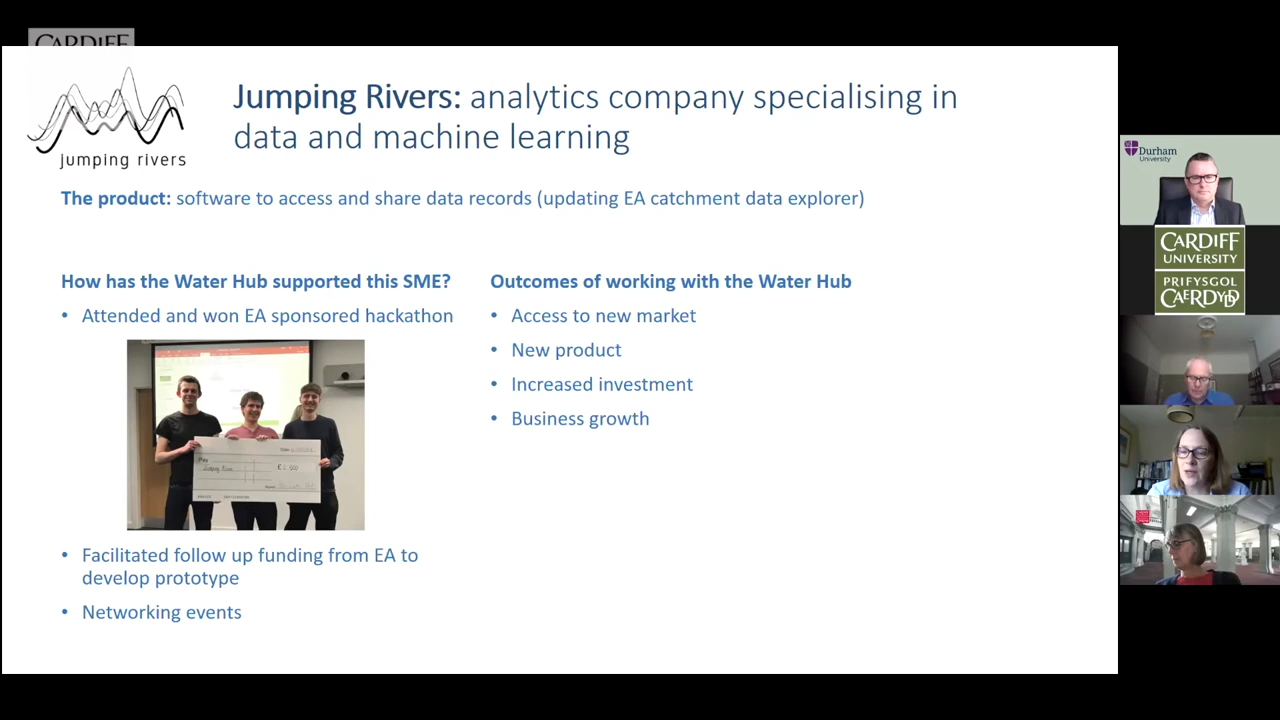 CARDIFF
jumping rivers
Jumping Rivers: analytics company specialising in
data and machine learning
The product: software to access and share data records (updating EA catchment data explorer)
How has the Water Hub supported this SME?
• Attended and won EA sponsored hackathon
• Facilitated follow up funding from EA to
develop prototype
• Networking events
Outcomes of working with the Water Hub
• Access to new market
• New product
• Increased investment
• Business growth
Durham
University
CARDIFF
UNIVERSITY
PRIFYSGOL
CAERDYDD